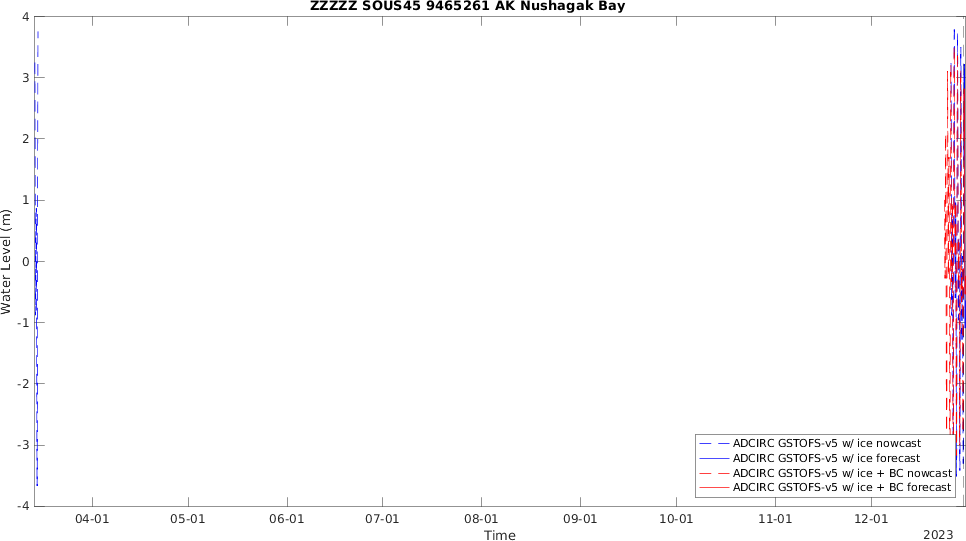 ZZZZZ SOUS45 9465261 AK Nushagak Bay
4
3
2
1
0
-1
-2
-3
-4
Water Level (m)
ADCIRC GSTOFS-v5 w/ ice nowcast
ADCIRC GSTOFS-v5 w/ ice forecast
ADCIRC GSTOFS-v5 w/ ice + BC nowcast
ADCIRC GSTOFS-v5 w/ ice + BC forecast
04-01 05-01 06-01 07-01 08-01 09-01 10-01 11-01 12-01
Time
2023